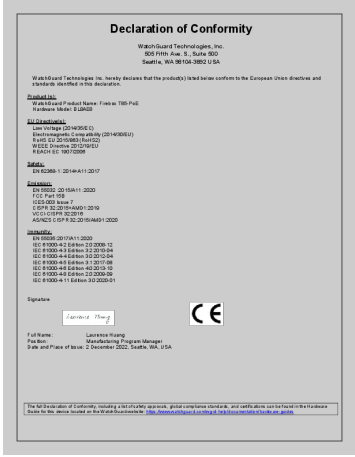 Declaration of Conformity
WatchGuard Technologies, Inc.
505 Fifth Ave. S., Suite 500
Seattle, WA 98104-3892 USA
WatchGuard Technologies Inc. hereby declares that the product(s) listed below conform to the European Union directives and
standards identified in this declaration.
Product (s):
WatchGuard Product Name: Firebox T85-PoE
Hardware Model: BL8AE8
EU Directive(s):
Low Voltage (2014/35/EC)
Electromagnetic Compatibility (2014/30/EU)
RoHS EU 2015/863 (RoHS2)
WEEE Directive 2012/19/EU
REACH EC 1907/2006
Safety:
EN 62368-1: 2014+A11:2017
Emission:
EN 55032: 2015/A11: 2020
FCC Part 15B
ICES-003 Issue 7
CISPR 32:2015+AMD1:2019
VCCI-CISPR 32:2016
AS/NZS CISPR 32:2015/AMD1:2020
Immunity:
EN 55035:2017/A11:2020
IEC 61000-4-2 Edition 2.0 2008-12
IEC 61000-4-3 Edition 3.2 2010-04
IEC 61000-4-4 Edition 3.0 2012-04
IEC 61000-4-5 Edition 3.1 2017-08
IEC 61000-4-6 Edition 4.0 2013-10
IEC 61000-4-8 Edition 2.0 2009-09
IEC 61000-4-11 Edition 3.0 2020-01
Signature
Laurence Huang
CE
Full Name: Laurence Huang
Position: Manufacturing Program Manager
Date and Place of Issue: 2 December 2022, Seattle, WA. USA
The full Declaration of Conformity, including a list of safety approvals, global compliance standards, and certifications can be found in the Hardware
Guide for this device located on the WatchGuard website: